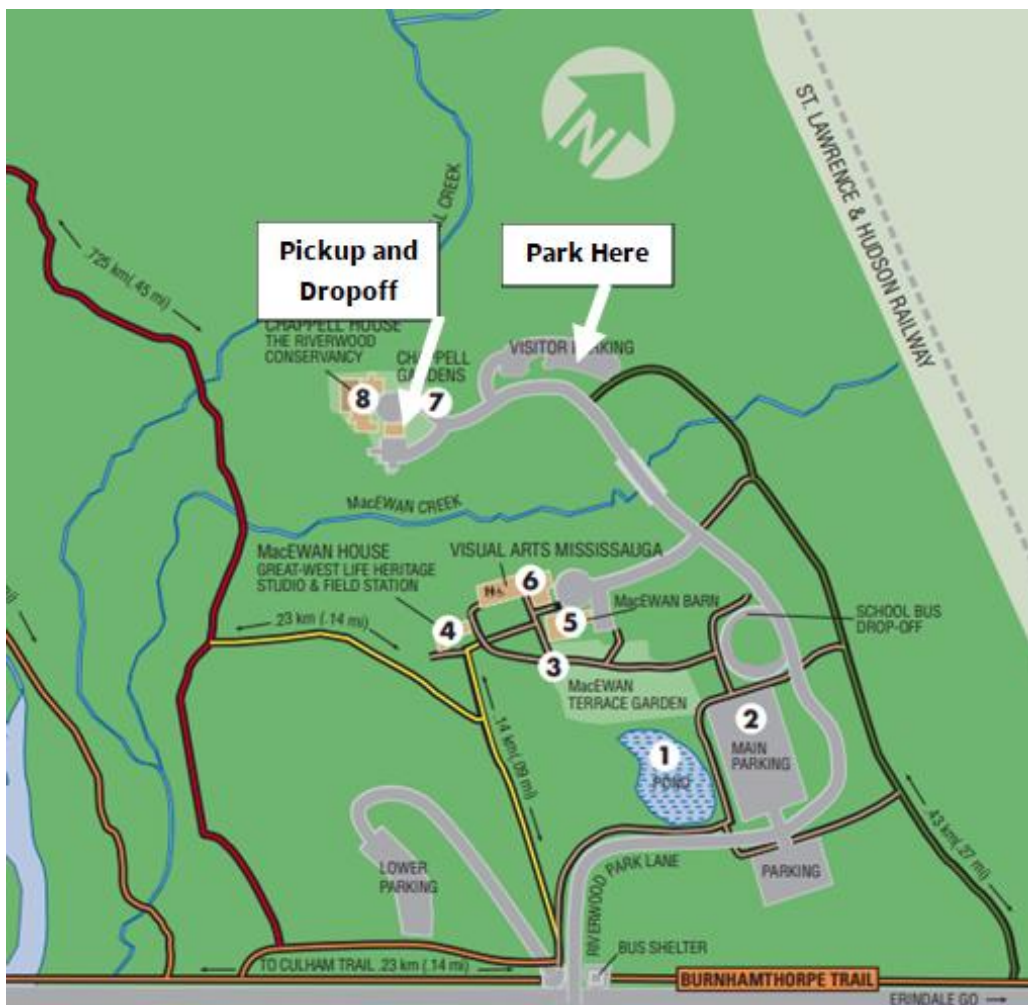 N
ST. LAWRENCE & HUDSON RAILWAY
CREEK
Pickup and
Dropoff
Park Here
.725 km(.45 mi)
CHAPPELL HOUSE
THE RIVERWOOD
CONSERVANCY
CHAPPELL
GARDENS
VISITOR PARKING
8
7
MacEWAN CREEK
MacEWAN HOUSE
GREAT-WEST LIFE HERITAGE
STUDIO & FIELD STATION
VISUAL ARTS MISSISSAUGA
6
MacEWAN BARN
SCHOOL BUS
DROP-OFF
.23 km (.14 mi)
4
5
3
MacEWAN
TERRACE GARDEN
2
MAIN
PARKING
1
POND
.14 km(.09 mi)
.43 km(.27 mi)
LOWER
PARKING
RIVERWOOD PARK LANE
PARKING
BUS SHELTER
TO CULHAM TRAIL .23 km (.14 mi)
BURNHAMTHORPE TRAIL
ERINDALE GO